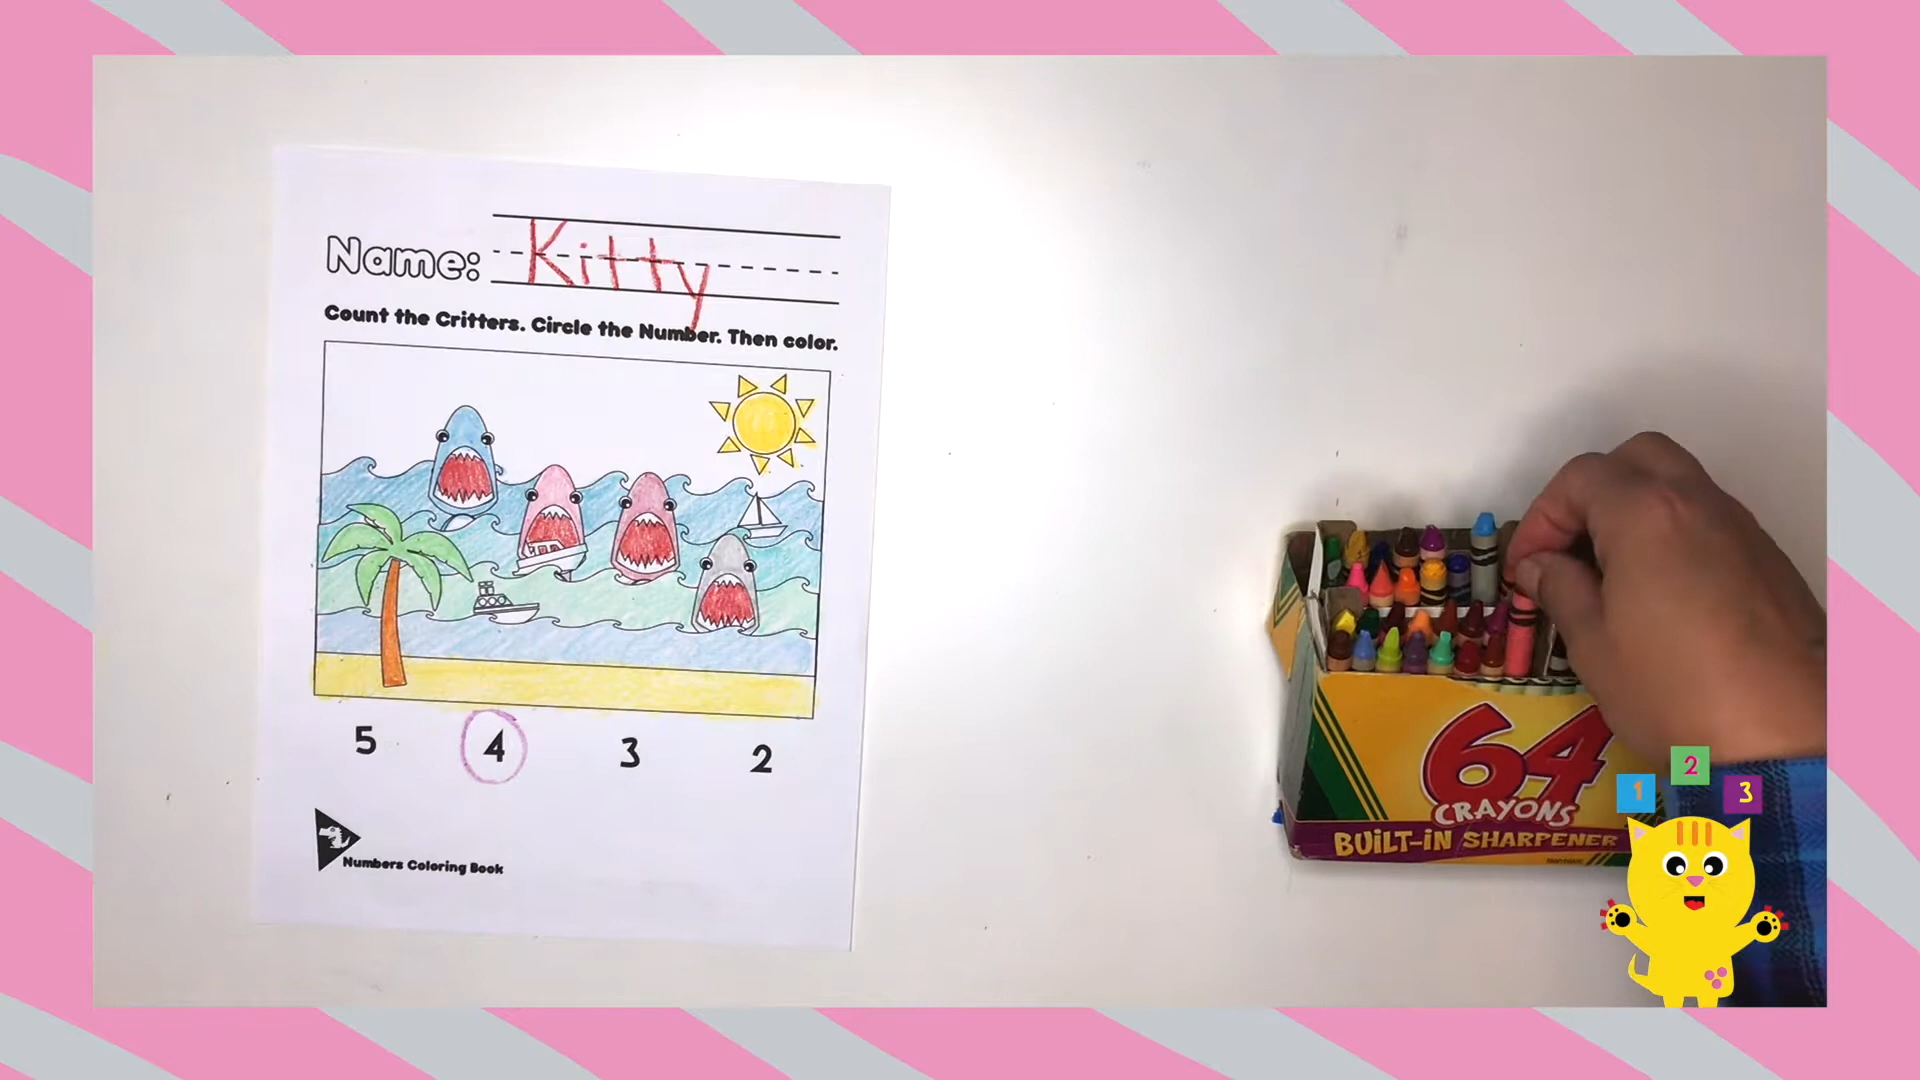 Name: Kitty
Count the Critters. Circle the Number. Then color.
5 4 3 2
Numbers Coloring Book
64
CRAYONS
BUILT-IN SHARPENER
1 2 3